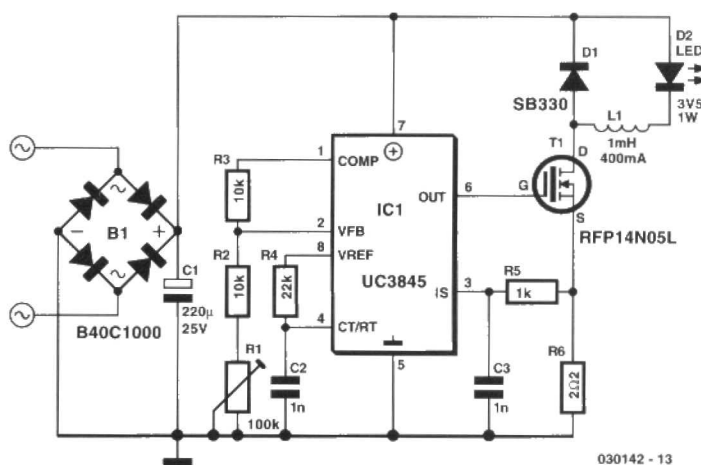 D1
D2
LED
SB330
3V5
1W
L1
1mH
400mA
T1
D
G
S
RFP14N05L
7
1
COMP
OUT
6
IC1
R3
10k
2
VFB
8
VREF
R4
22k
UC3845
R2
10k
IS
3
R5
1k
4
CT/RT
5
B1
B40C1000
C1
220µ
25V
R1
100k
C2
1n
C3
1n
R6
2Ω2
030142 - 13